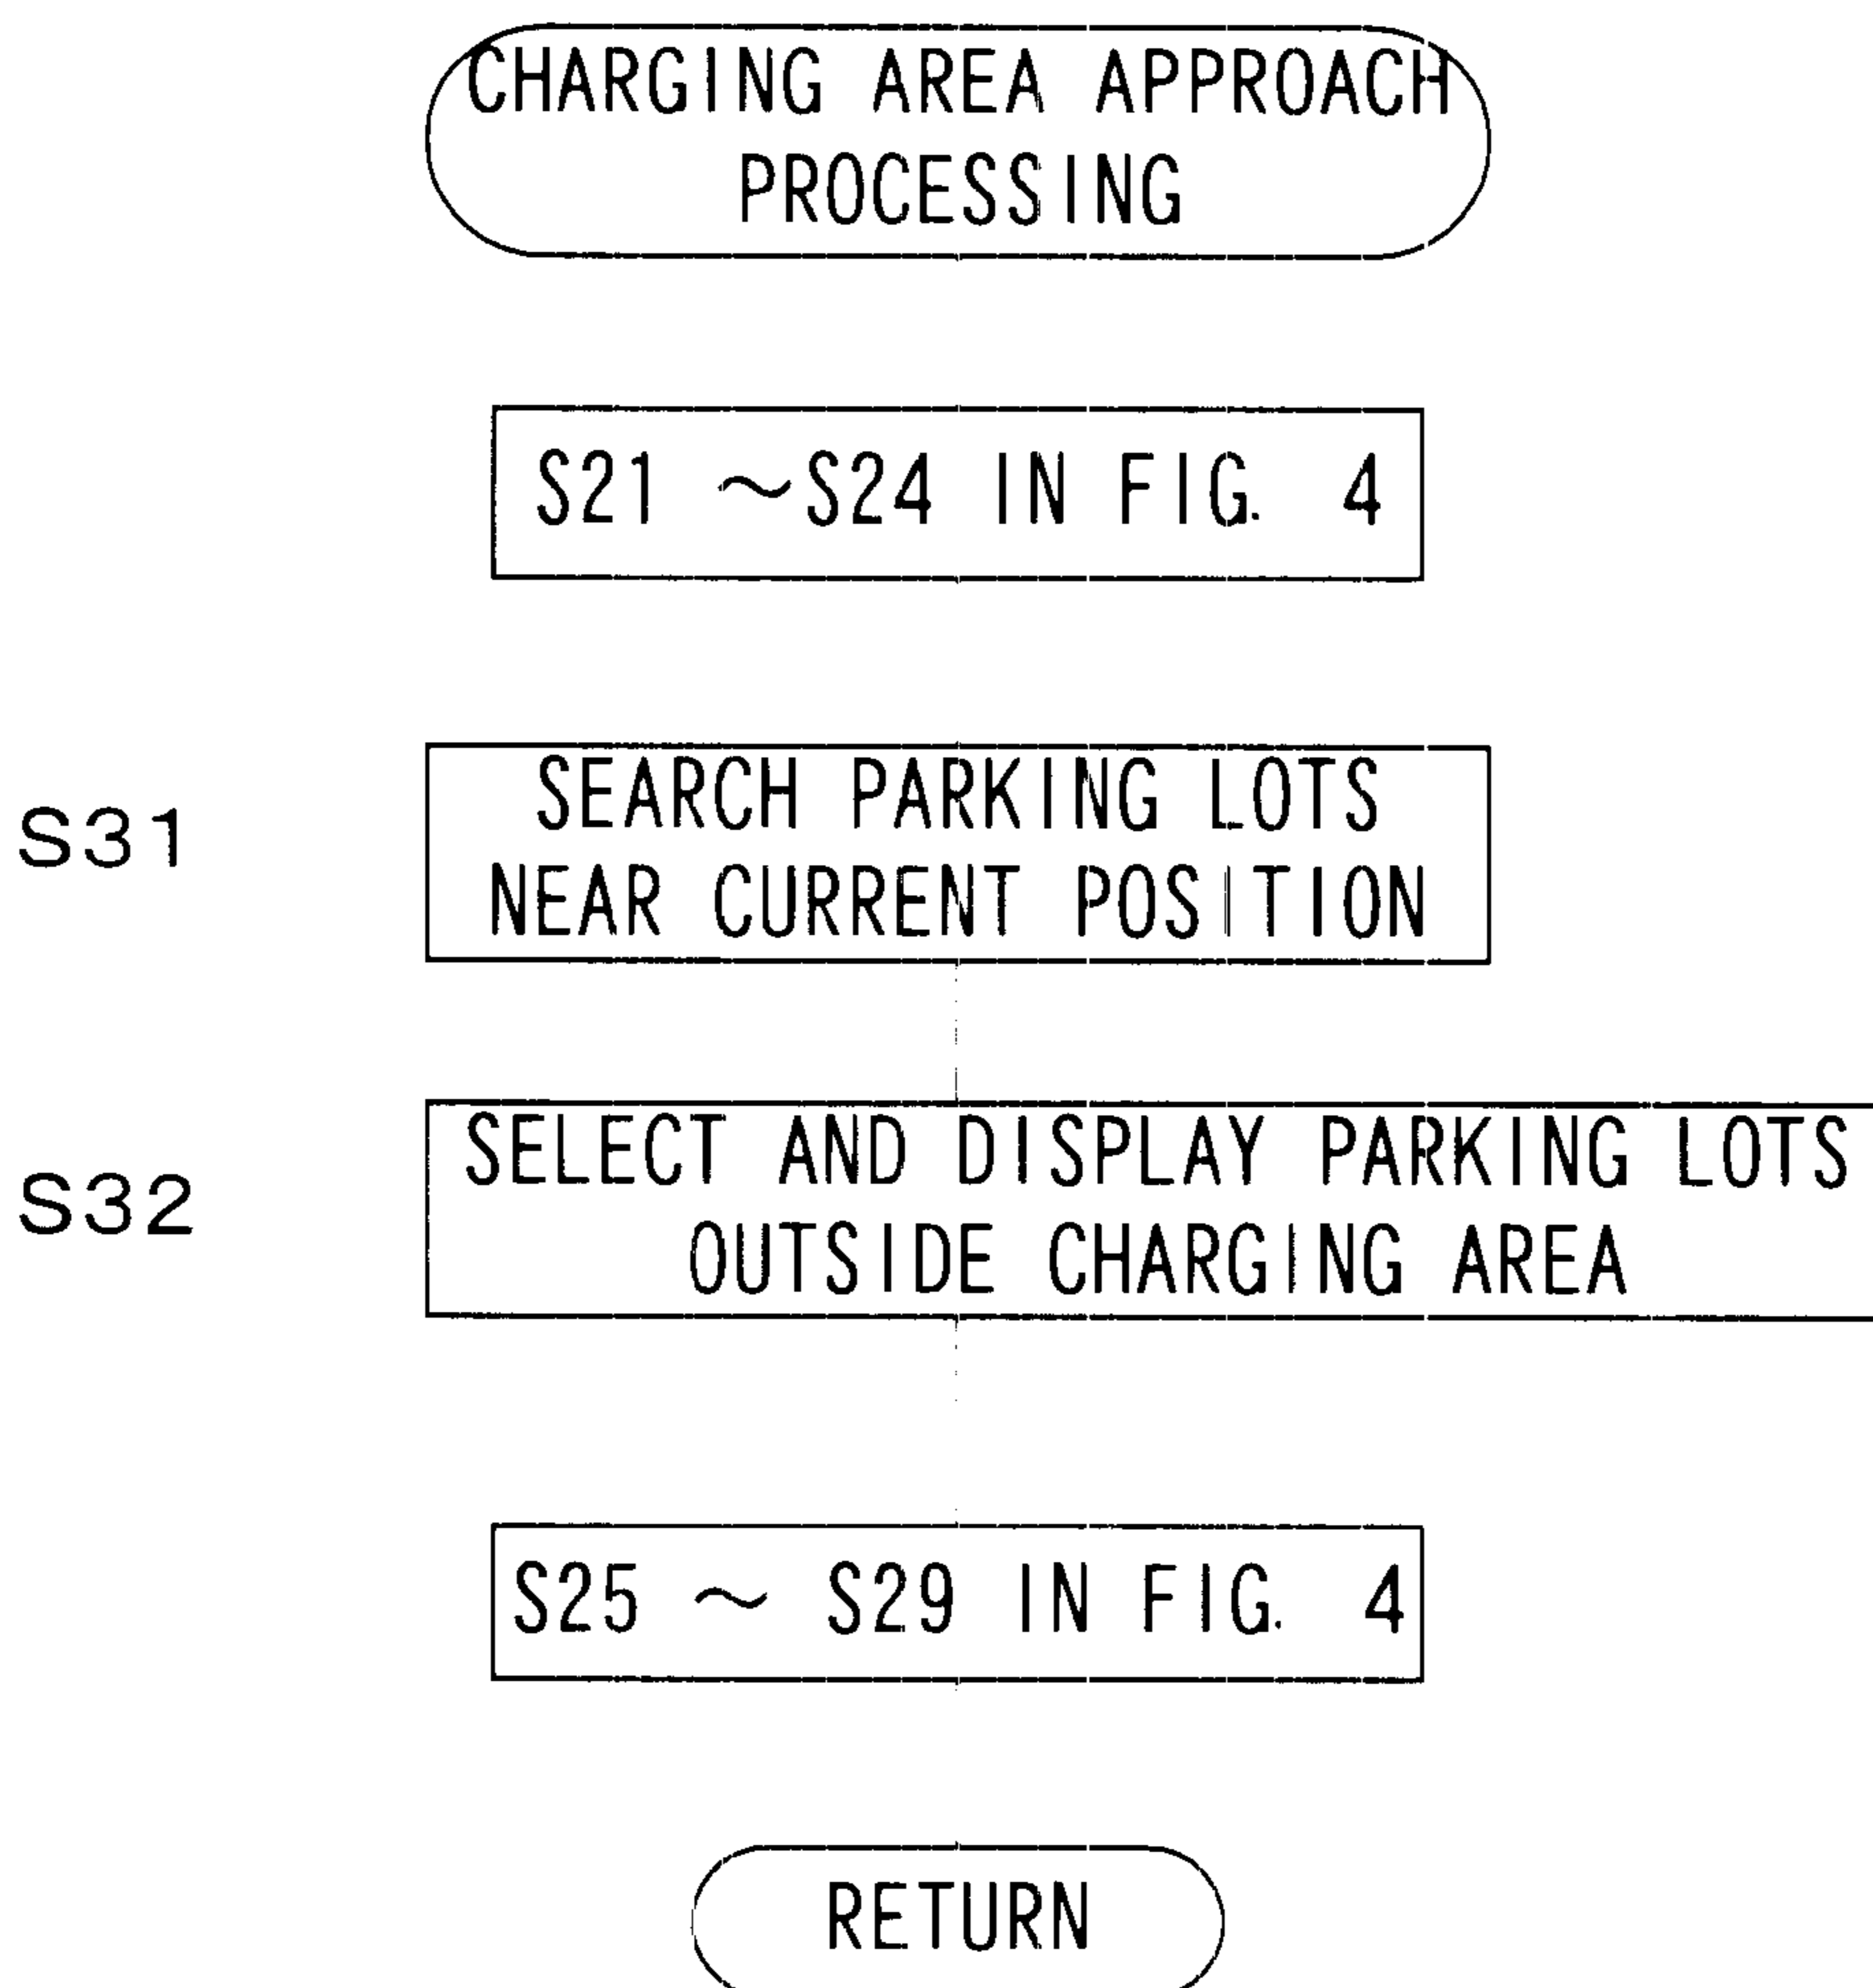 CHARGING AREA APPROACH
PROCESSING
S21 ~S24 IN FIG. 4
S31
SEARCH PARKING LOTS
NEAR CURRENT POSITION
S32
SELECT AND DISPLAY PARKING LOTS
OUTSIDE CHARGING AREA
S25 ~ S29 IN FIG. 4
RETURN